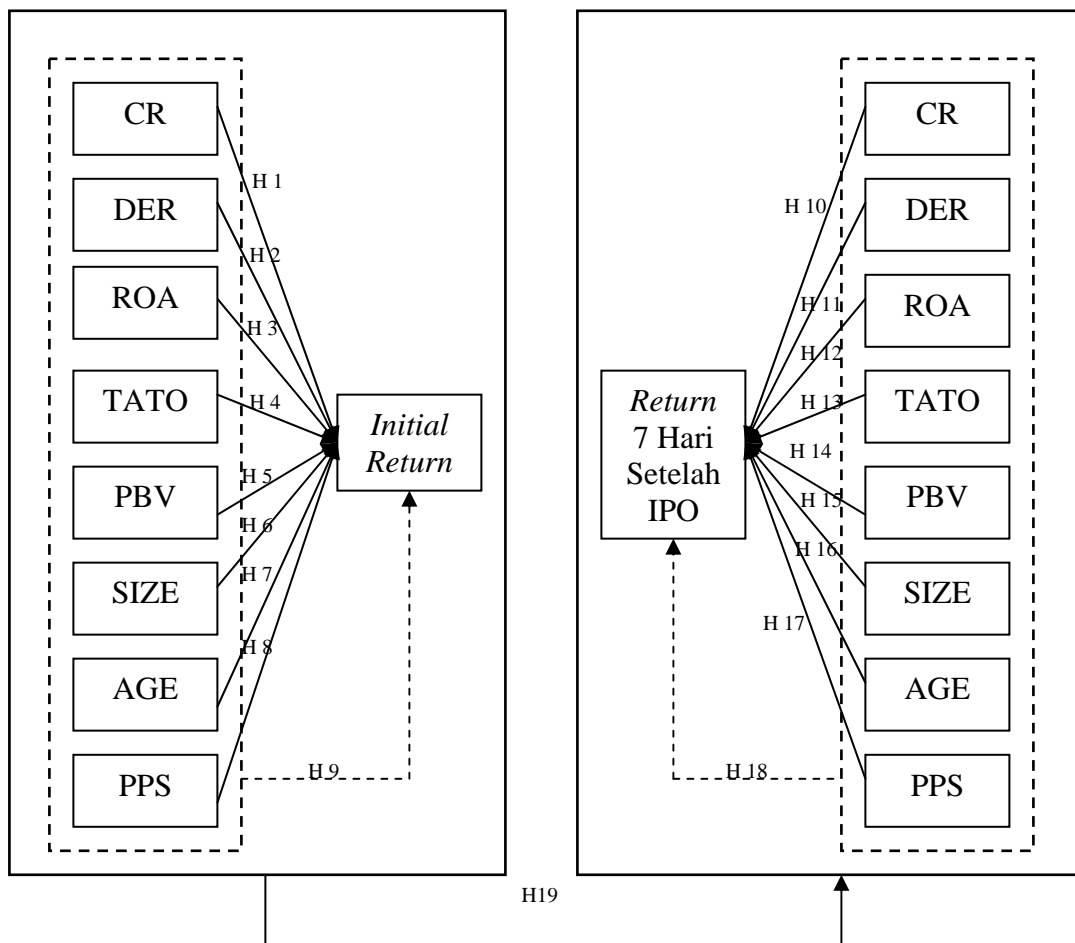 CR
DER
ROA
TATO
PBV
SIZE
AGE
PPS
H 1
H 2
H 3
H 4
H 5
H 6
H 7
H 8
H 9
Initial
Return
Return
7 Hari
Setelah
IPO
H 10
H 11
H 12
H 13
H 14
H 15
H 16
H 17
H 18
CR
DER
ROA
TATO
PBV
SIZE
AGE
PPS
H19